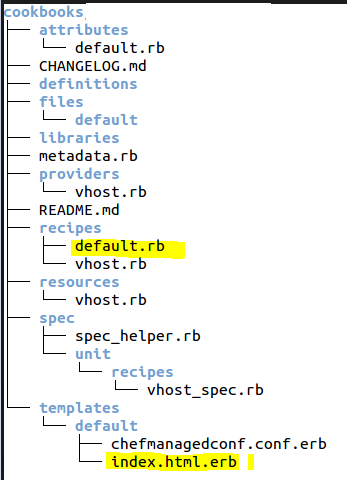 cookbooks
attributes
default.rb
CHANGELOG.md
definitions
files
default
libraries
metadata.rb
providers
vhost.rb
README.md
recipes
default.rb
vhost.rb
resources
vhost.rb
spec
spec_helper.rb
unit
recipes
vhost_spec.rb
templates
default
chefmanagedconf.conf.erb
index.html.erb